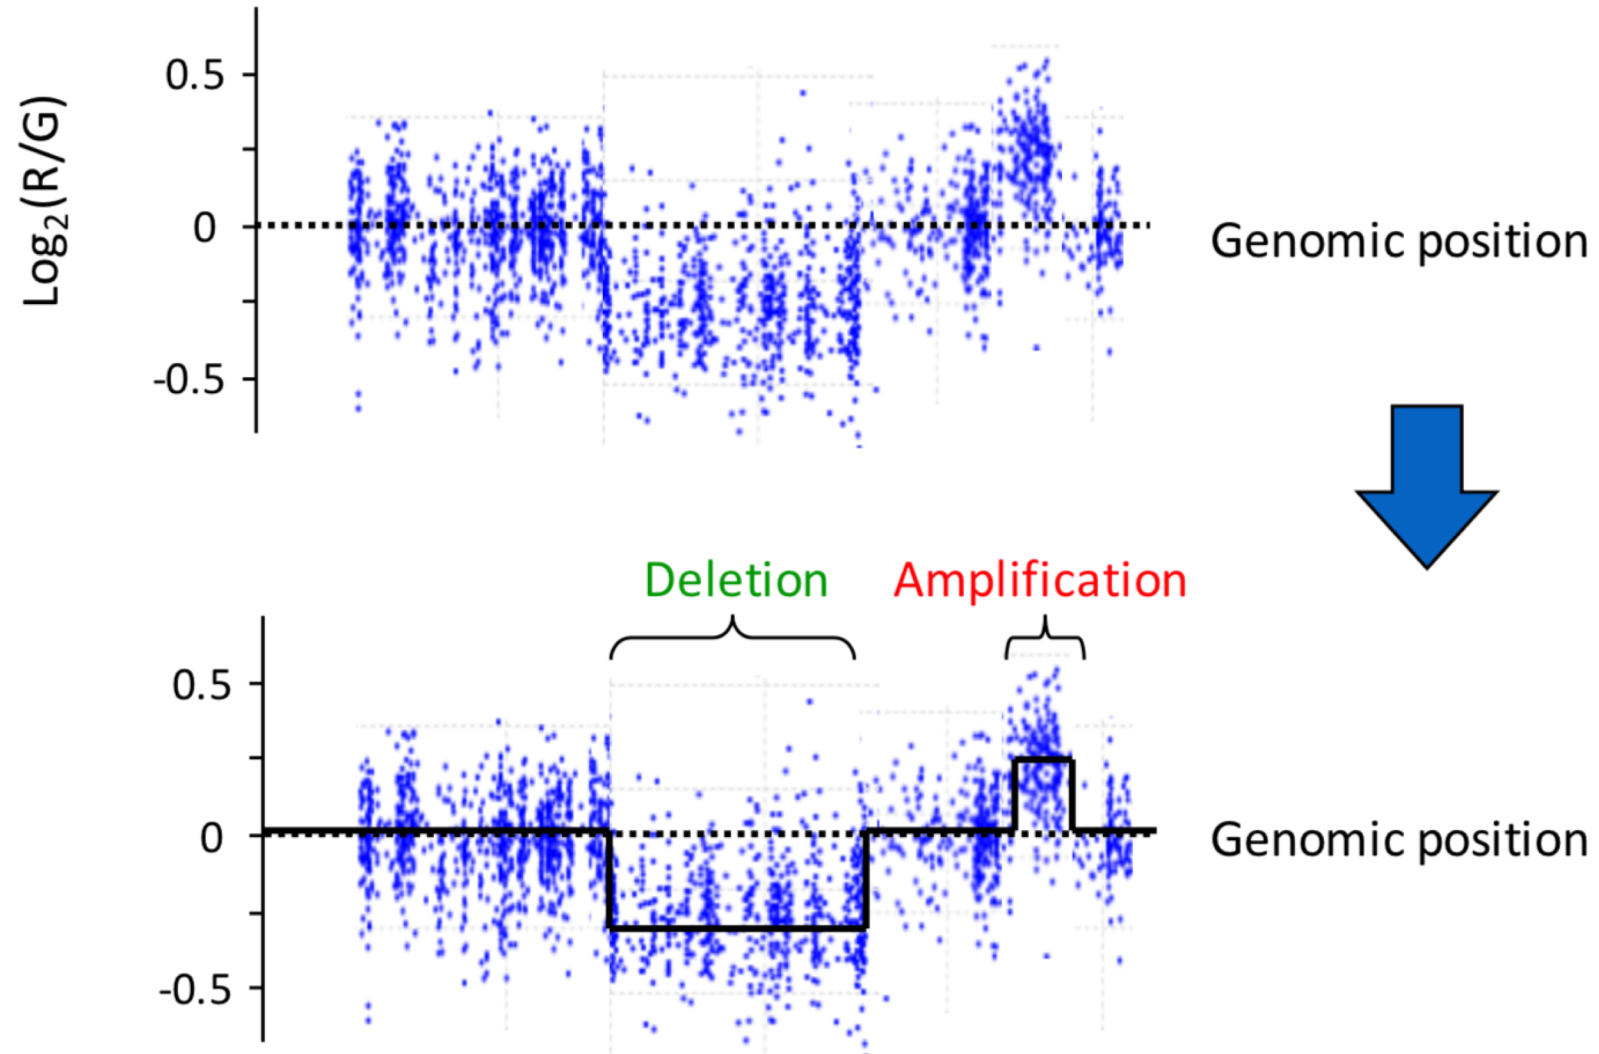 Log2(R/G)
0.5
0
-0.5
Genomic position
Deletion
Amplification
0.5
0
-0.5
Genomic position